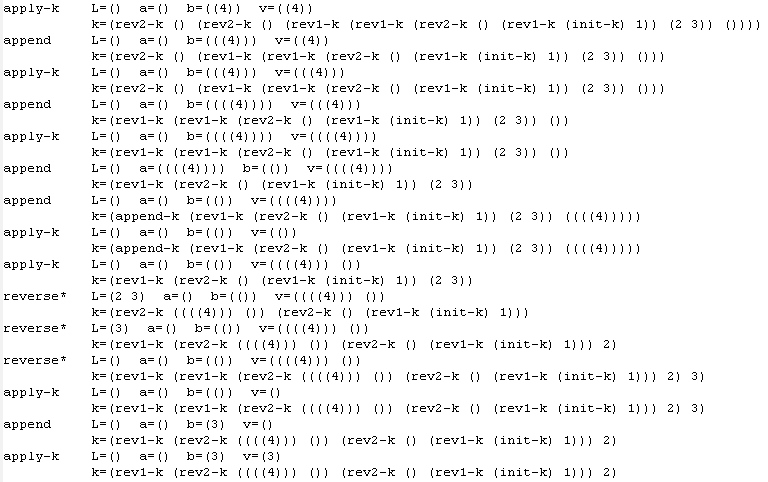 apply-k    L=()  a=()  b=((4))  v=((4))
           k=(rev2-k () (rev2-k () (rev1-k (rev1-k (rev2-k () (rev1-k (init-k) 1)) (2 3)) ())))
append     L=()  a=()  b=(((4)))  v=((4))
           k=(rev2-k () (rev1-k (rev1-k (rev2-k () (rev1-k (init-k) 1)) (2 3)) ()))
apply-k    L=()  a=()  b=(((4)))  v=(((4)))
           k=(rev2-k () (rev1-k (rev1-k (rev2-k () (rev1-k (init-k) 1)) (2 3)) ()))
append     L=()  a=()  b=((((4))))  v=(((4)))
           k=(rev1-k (rev1-k (rev2-k () (rev1-k (init-k) 1)) (2 3)) ())
apply-k    L=()  a=()  b=((((4))))  v=((((4))))
           k=(rev1-k (rev1-k (rev2-k () (rev1-k (init-k) 1)) (2 3)) ())
append     L=()  a=((((4))))  b=(())  v=((((4))))
           k=(rev1-k (rev2-k () (rev1-k (init-k) 1)) (2 3))
append     L=()  a=()  b=(())  v=((((4))))
           k=(append-k (rev1-k (rev2-k () (rev1-k (init-k) 1)) (2 3)) ((((4)))))
apply-k    L=()  a=()  b=(())  v=(())
           k=(append-k (rev1-k (rev2-k () (rev1-k (init-k) 1)) (2 3)) ((((4)))))
apply-k    L=()  a=()  b=(())  v=((((4))) ())
           k=(rev1-k (rev2-k () (rev1-k (init-k) 1)) (2 3))
reverse*   L=(2 3)  a=()  b=(())  v=((((4))) ())
           k=(rev2-k ((((4))) ()) (rev2-k () (rev1-k (init-k) 1)))
reverse*   L=(3)  a=()  b=(())  v=((((4))) ())
           k=(rev1-k (rev2-k ((((4))) ()) (rev2-k () (rev1-k (init-k) 1))) 2)
reverse*   L=()  a=()  b=(())  v=((((4))) ())
           k=(rev1-k (rev1-k (rev2-k ((((4))) ()) (rev2-k () (rev1-k (init-k) 1))) 2) 3)
apply-k    L=()  a=()  b=(())  v=()
           k=(rev1-k (rev1-k (rev2-k ((((4))) ()) (rev2-k () (rev1-k (init-k) 1))) 2) 3)
append     L=()  a=()  b=(3)  v=()
           k=(rev1-k (rev2-k ((((4))) ()) (rev2-k () (rev1-k (init-k) 1))) 2)
apply-k    L=()  a=()  b=(3)  v=(3)
           k=(rev1-k (rev2-k ((((4))) ()) (rev2-k () (rev1-k (init-k) 1))) 2)